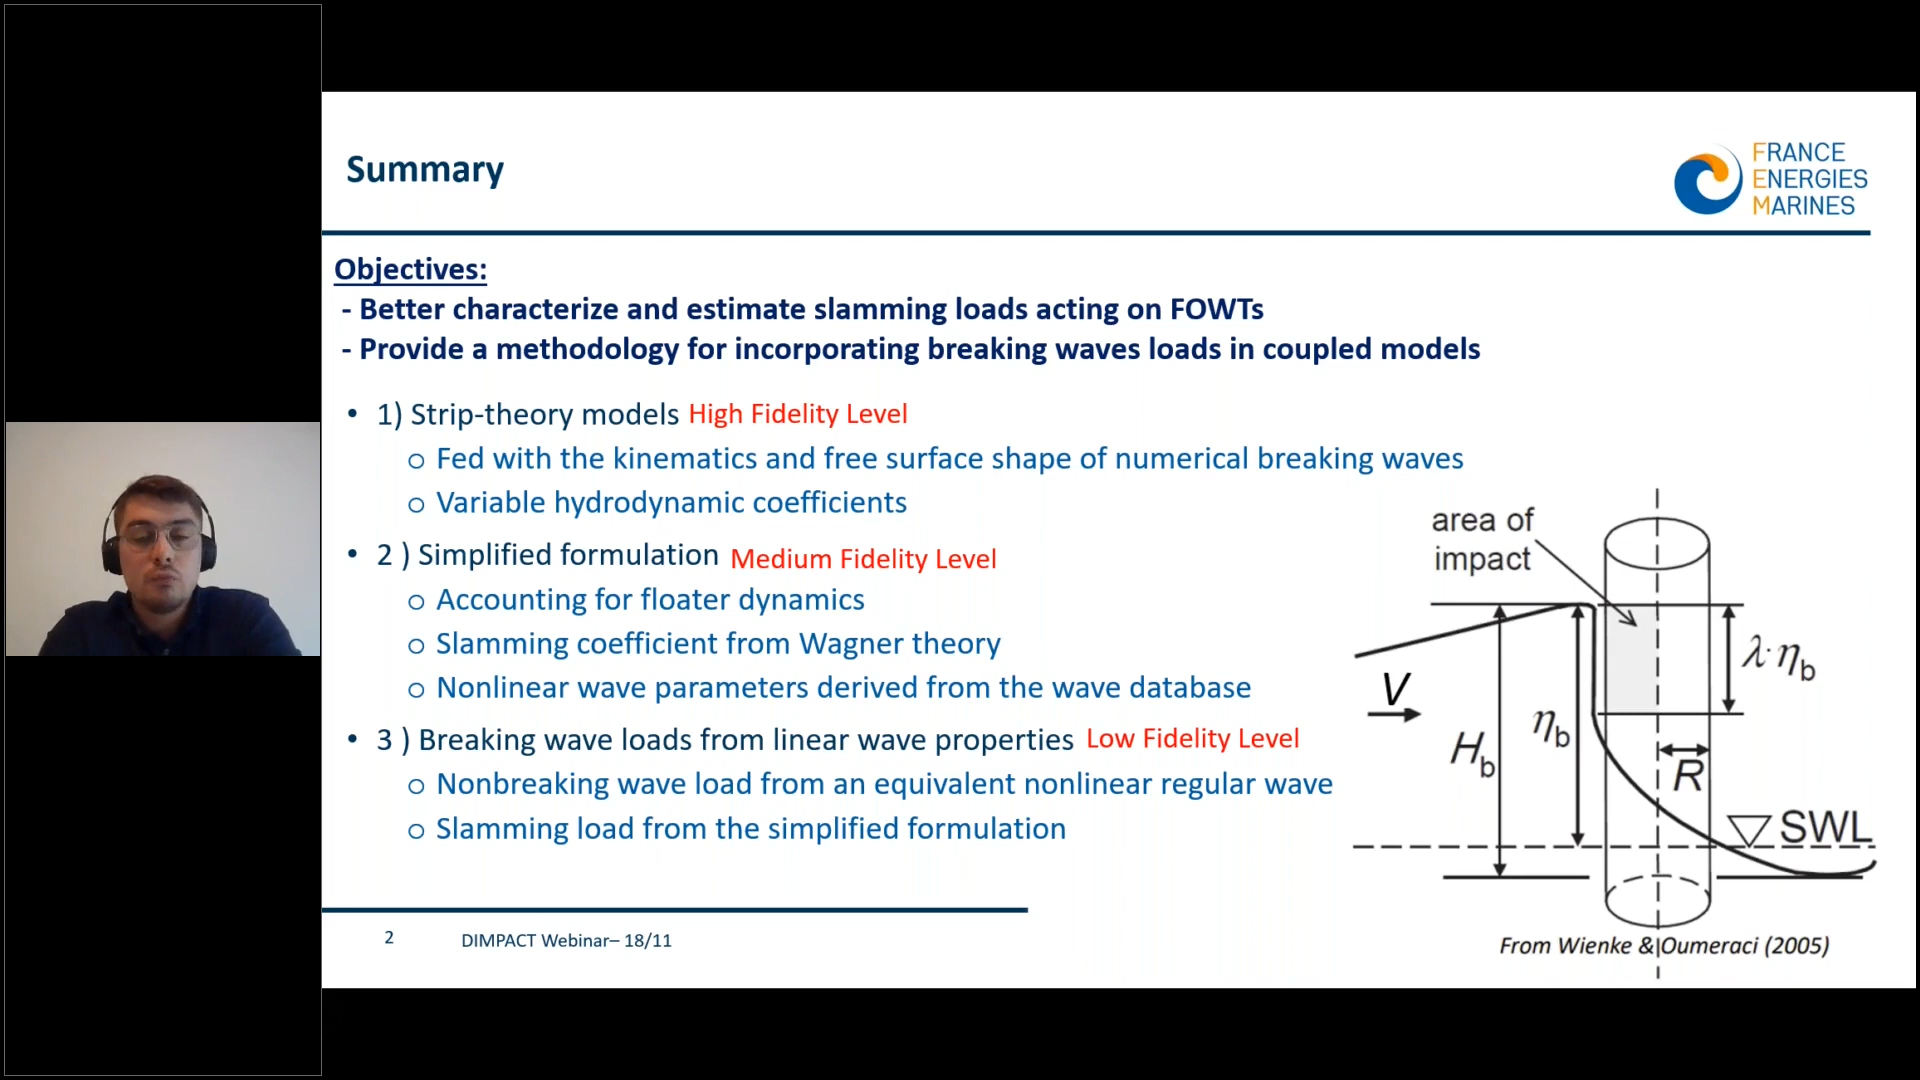 Summary
FRANCE
ENERGIES
MARINES
Objectives:
- Better characterize and estimate slamming loads acting on FOWTs
- Provide a methodology for incorporating breaking waves loads in coupled models
• 1) Strip-theory models High Fidelity Level
o Fed with the kinematics and free surface shape of numerical breaking waves
o Variable hydrodynamic coefficients
• 2 ) Simplified formulation Medium Fidelity Level
o Accounting for floater dynamics
o Slamming coefficient from Wagner theory
o Nonlinear wave parameters derived from the wave database
• 3 ) Breaking wave loads from linear wave properties Low Fidelity Level
o Nonbreaking wave load from an equivalent nonlinear regular wave
o Slamming load from the simplified formulation
area of
impact
λ·ηb
V
ηb
Hb
R
SWL
From Wienke & Oumeraci (2005)
2
DIMPACT Webinar– 18/11